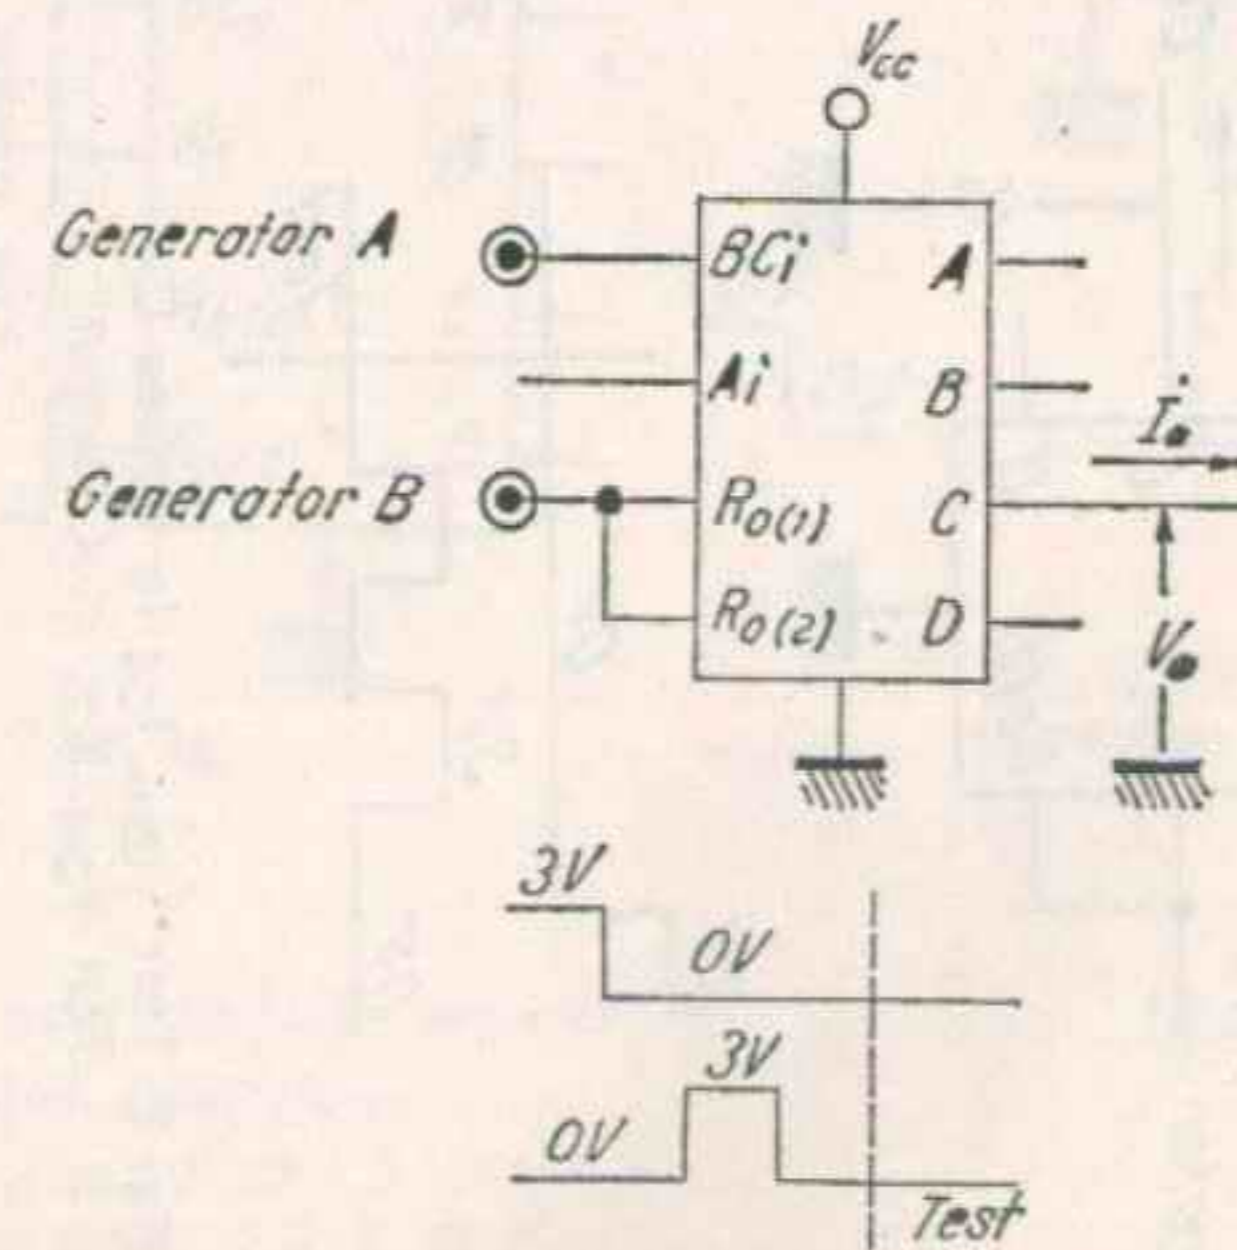 Vcc
Generator A
BCi
A
Ai
B
Io
Generator B
Ro(1)
C
Ro(2)
D
Vo
3V
0V
3V
0V
Test